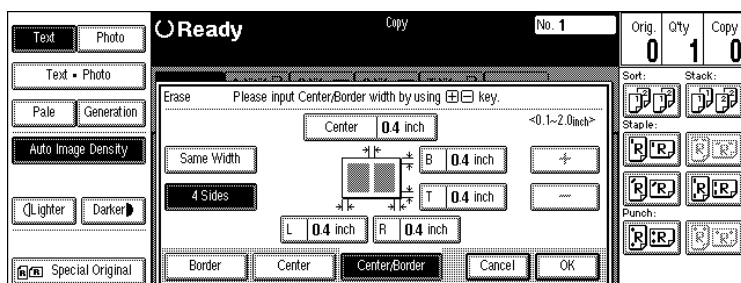 Text
Photo
Text • Photo
Pale
Generation
Auto Image Density
Lighter
Darker
Special Original
Ready
Copy
No. 1
Orig. Q'ty Copy
0 1 0
Erase Please input Center/Border width by using ⊞⊟ key.
Center 0.4 inch
<0.1~2.0inch>
Same Width
B 0.4 inch
+
4 Sides
T 0.4 inch
−
L 0.4 inch R 0.4 inch
Border
Center
Center/Border
Cancel
OK
Sort: Stack:
Staple:
Punch: